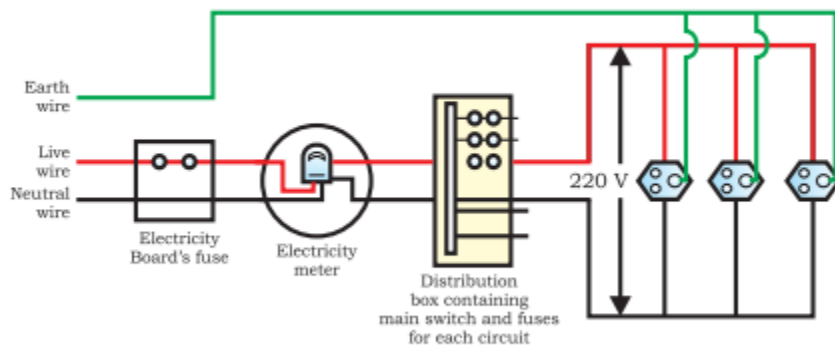 Earth
wire
Live
wire
Neutral
wire
Electricity
Board's fuse
Electricity
meter
Distribution
box containing
main switch and fuses
for each circuit
220 V